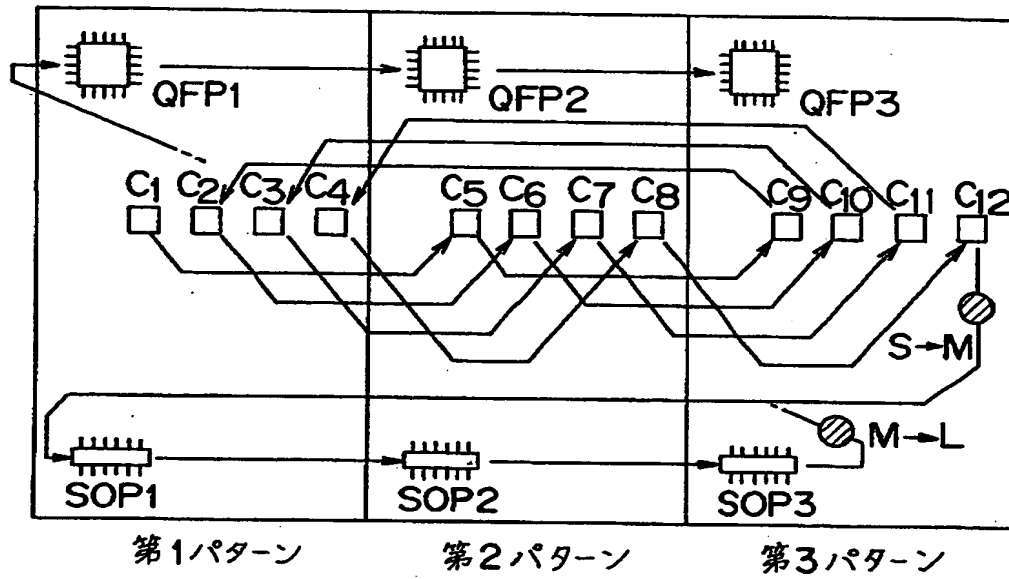 QFP1 QFP2 QFP3
C1 C2 C3 C4 C5 C6 C7 C8 C9 C10 C11 C12
S→M
M→L
SOP1 SOP2 SOP3
第1パターン 第2パターン 第3パターン